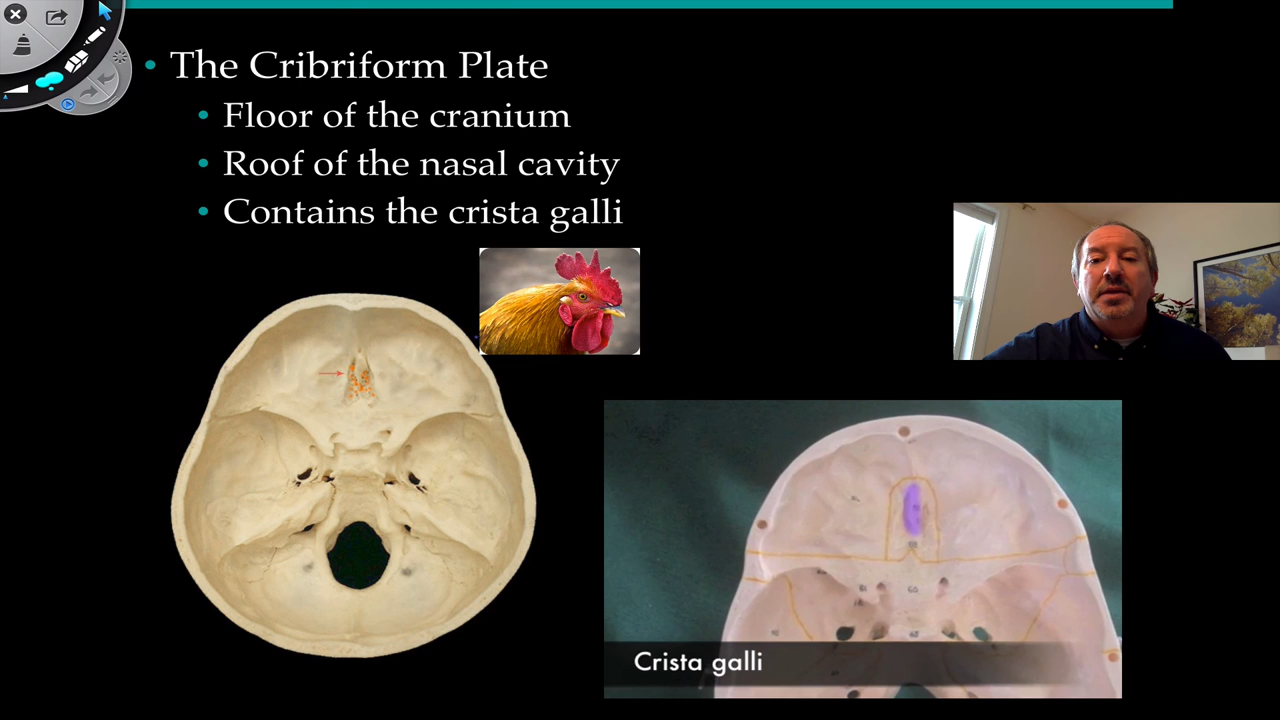 The Cribriform Plate
Floor of the cranium
Roof of the nasal cavity
Contains the crista galli
Crista galli